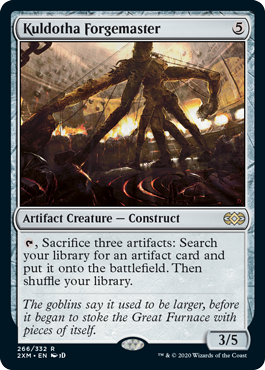 Kuldotha Forgemaster 5
Artifact Creature — Construct
, Sacrifice three artifacts: Search
your library for an artifact card and
put it onto the battlefield. Then
shuffle your library.
The goblins say it used to be larger, before
it began to stoke the Great Furnace with
pieces of itself.
3/5
266/332 R
2XM • EN
™ & © 2020 Wizards of the Coast